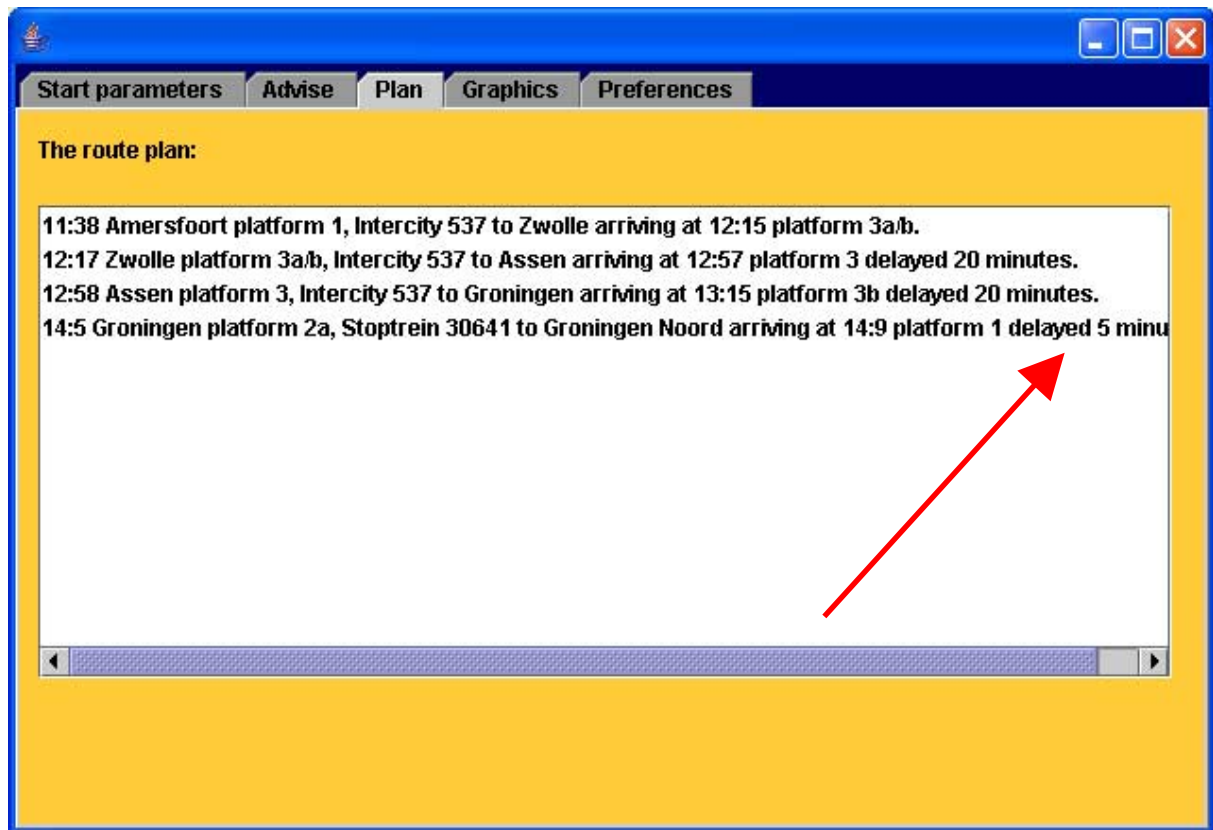 Start parameters Advise Plan Graphics Preferences
The route plan:
11:38 Amersfoort platform 1, Intercity 537 to Zwolle arriving at 12:15 platform 3a/b.
12:17 Zwolle platform 3a/b, Intercity 537 to Assen arriving at 12:57 platform 3 delayed 20 minutes.
12:58 Assen platform 3, Intercity 537 to Groningen arriving at 13:15 platform 3b delayed 20 minutes.
14:5 Groningen platform 2a, Stoptrein 30641 to Groningen Noord arriving at 14:9 platform 1 delayed 5 minu